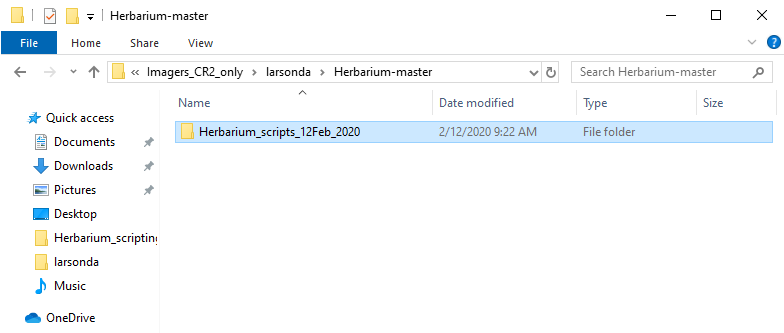 Herbarium-master
File Home Share View
« Imagers_CR2_only > larsonda > Herbarium-master
Search Herbarium-master
Name Date modified Type Size
Herbarium_scripts_12Feb_2020 2/12/2020 9:22 AM File folder
Quick access
Documents
Downloads
Pictures
Desktop
Herbarium_scripting
larsonda
Music
OneDrive